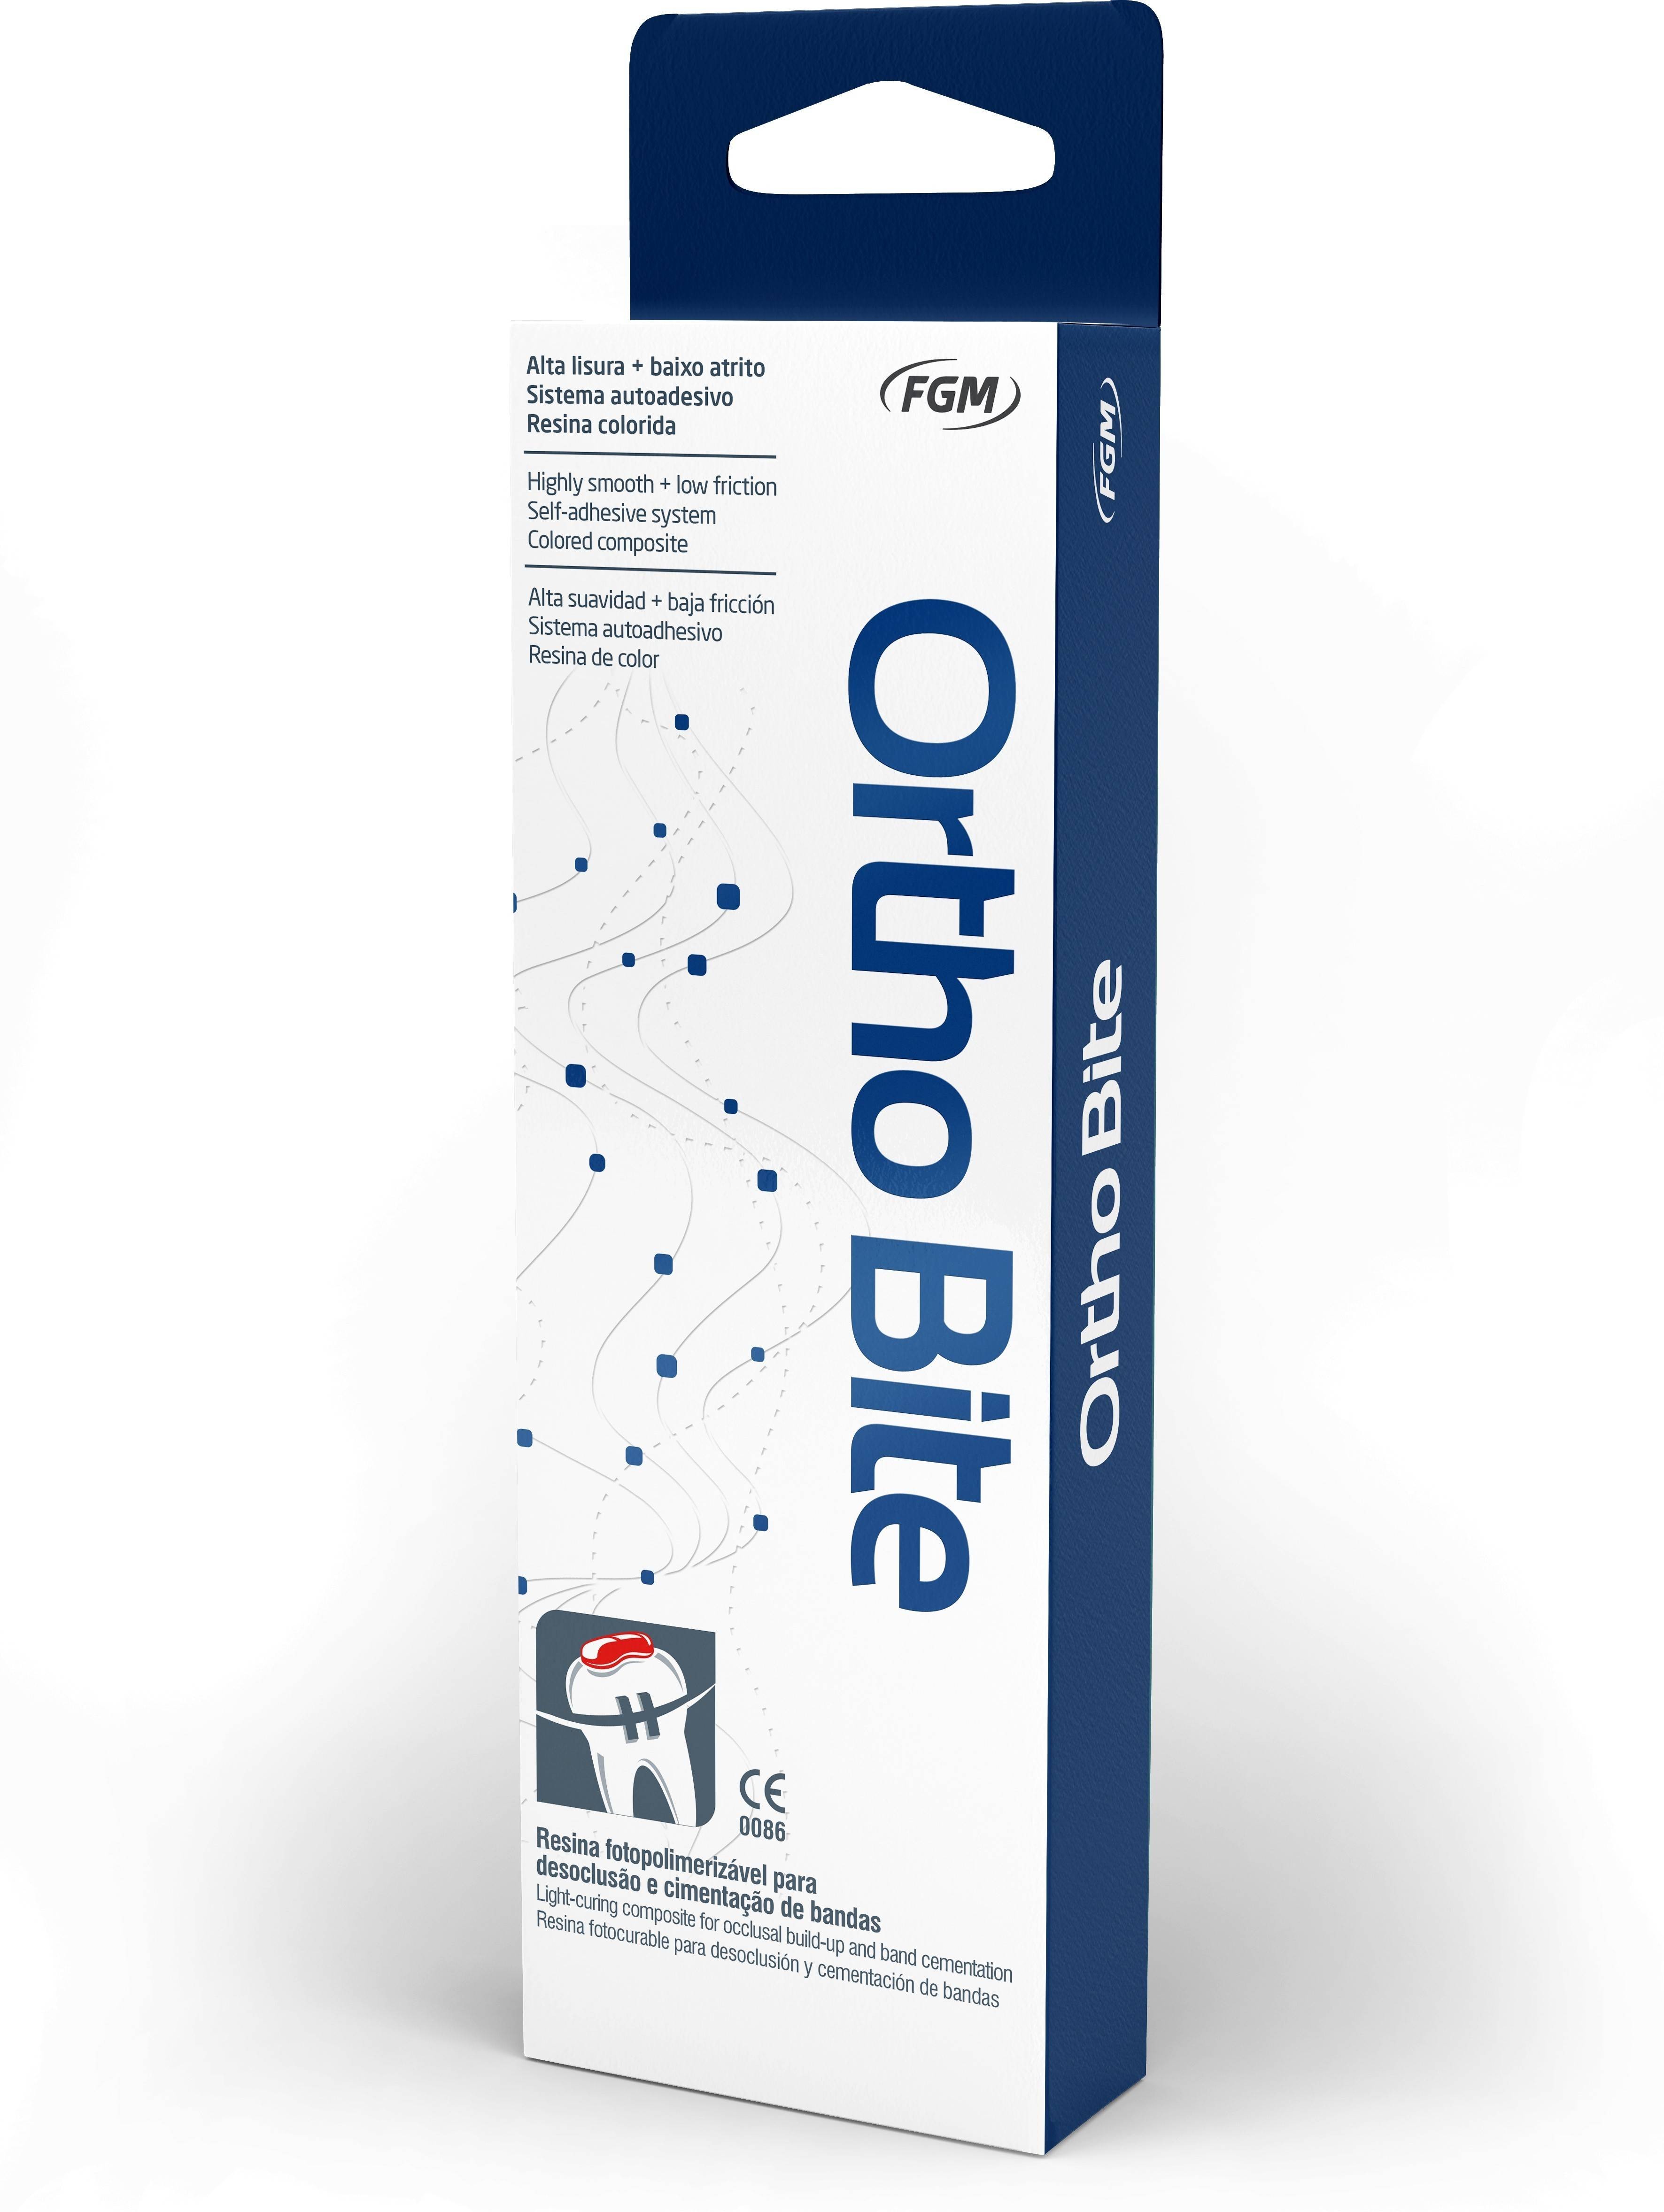 Alta lisura + baixo atrito
Sistema autoadesivo
Resina colorida
Highly smooth + low friction
Self-adhesive system
Colored composite
Alta suavidad + baja fricción
Sistema autoadhesivo
Resina de color
FGM
Ortho Bite
CE
0086
Resina fotopolimerizável para
desoclusão e cimentação de bandas
Light-curing composite for occlusal build-up and band cementation
Resina fotocurable para desoclusión y cementación de bandas
FGM
Ortho Bite